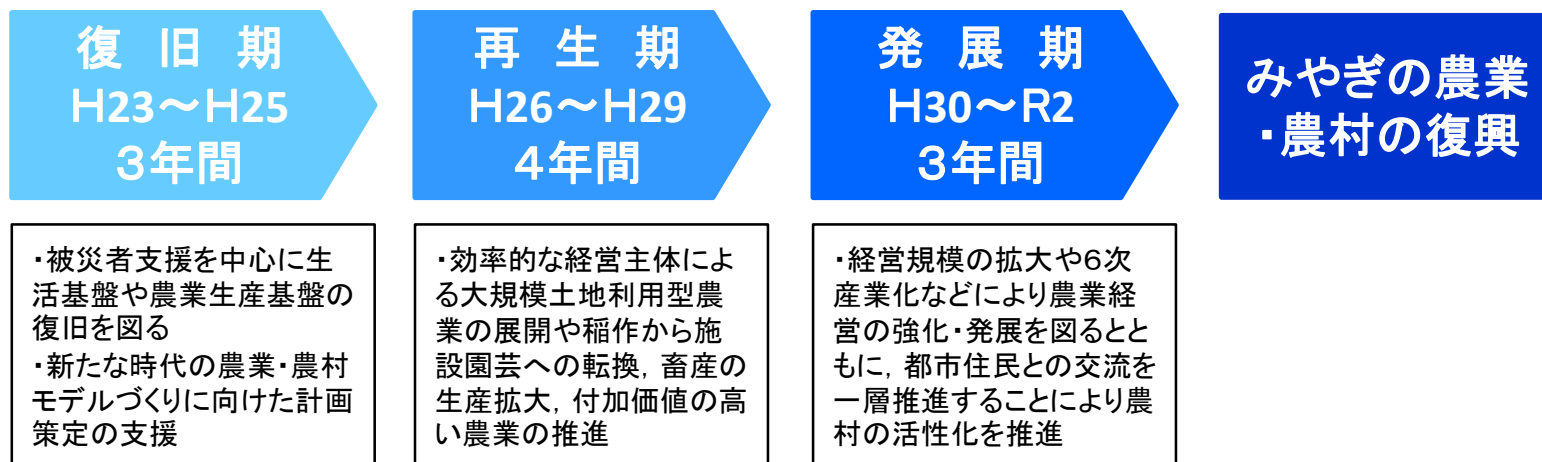 復 旧 期
H23~H25
3年間
再 生 期
H26~H29
4年間
発 展 期
H30~R2
3年間
みやぎの農業
・農村の復興
・被災者支援を中心に生
活基盤や農業生産基盤の
復旧を図る
・新たな時代の農業・農村
モデルづくりに向けた計画
策定の支援
・効率的な経営主体によ
る大規模土地利用型農
業の展開や稲作から施
設園芸への転換，畜産の
生産拡大，付加価値の高
い農業の推進
・経営規模の拡大や6次
産業化などにより農業経
営の強化・発展を図るとと
もに，都市住民との交流を
一層推進することにより農
村の活性化を推進